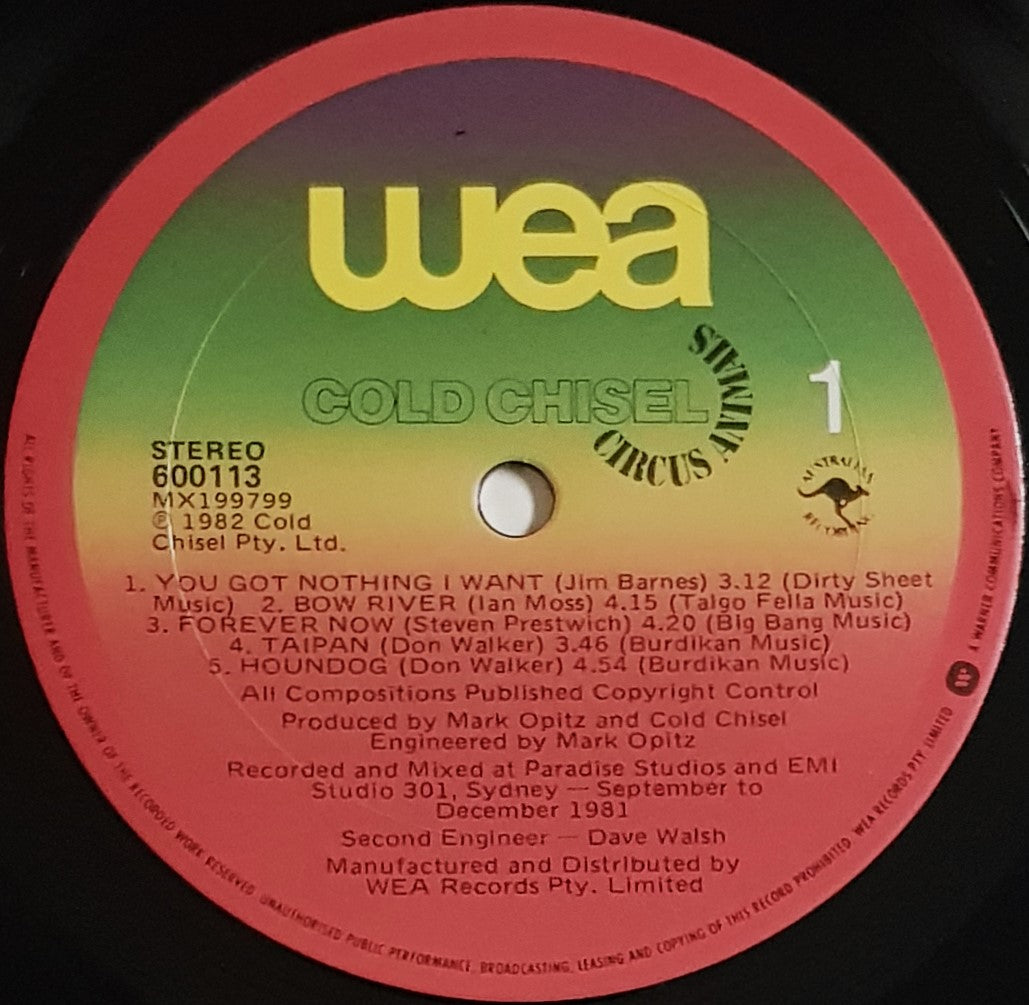 wea
COLD CHISEL
CIRCUS ANIMALS
1
STEREO
600113
MX199799
℗ 1982 Cold
Chisel Pty. Ltd.
AUSTRALIAN
RECORDING
1. YOU GOT NOTHING I WANT (Jim Barnes) 3.12 (Dirty Sheet
Music) 2. BOW RIVER (Ian Moss) 4.15 (Talgo Fella Music)
3. FOREVER NOW (Steven Prestwich) 4.20 (Big Bang Music)
4. TAIPAN (Don Walker) 3.46 (Burdikan Music)
5. HOUNDOG (Don Walker) 4.54 (Burdikan Music)
All Compositions Published Copyright Control
Produced by Mark Opitz and Cold Chisel
Engineered by Mark Opitz
Recorded and Mixed at Paradise Studios and EMI
Studio 301, Sydney — September to
December 1981
Second Engineer — Dave Walsh
Manufactured and Distributed by
WEA Records Pty. Limited
ALL RIGHTS OF THE MANUFACTURER AND OF THE OWNER OF THE RECORDED WORK RESERVED. UNAUTHORISED PUBLIC PERFORMANCE, BROADCASTING, LEASING AND COPYING OF THIS RECORD PROHIBITED. WEA RECORDS PTY. LIMITED
A WARNER COMMUNICATIONS COMPANY